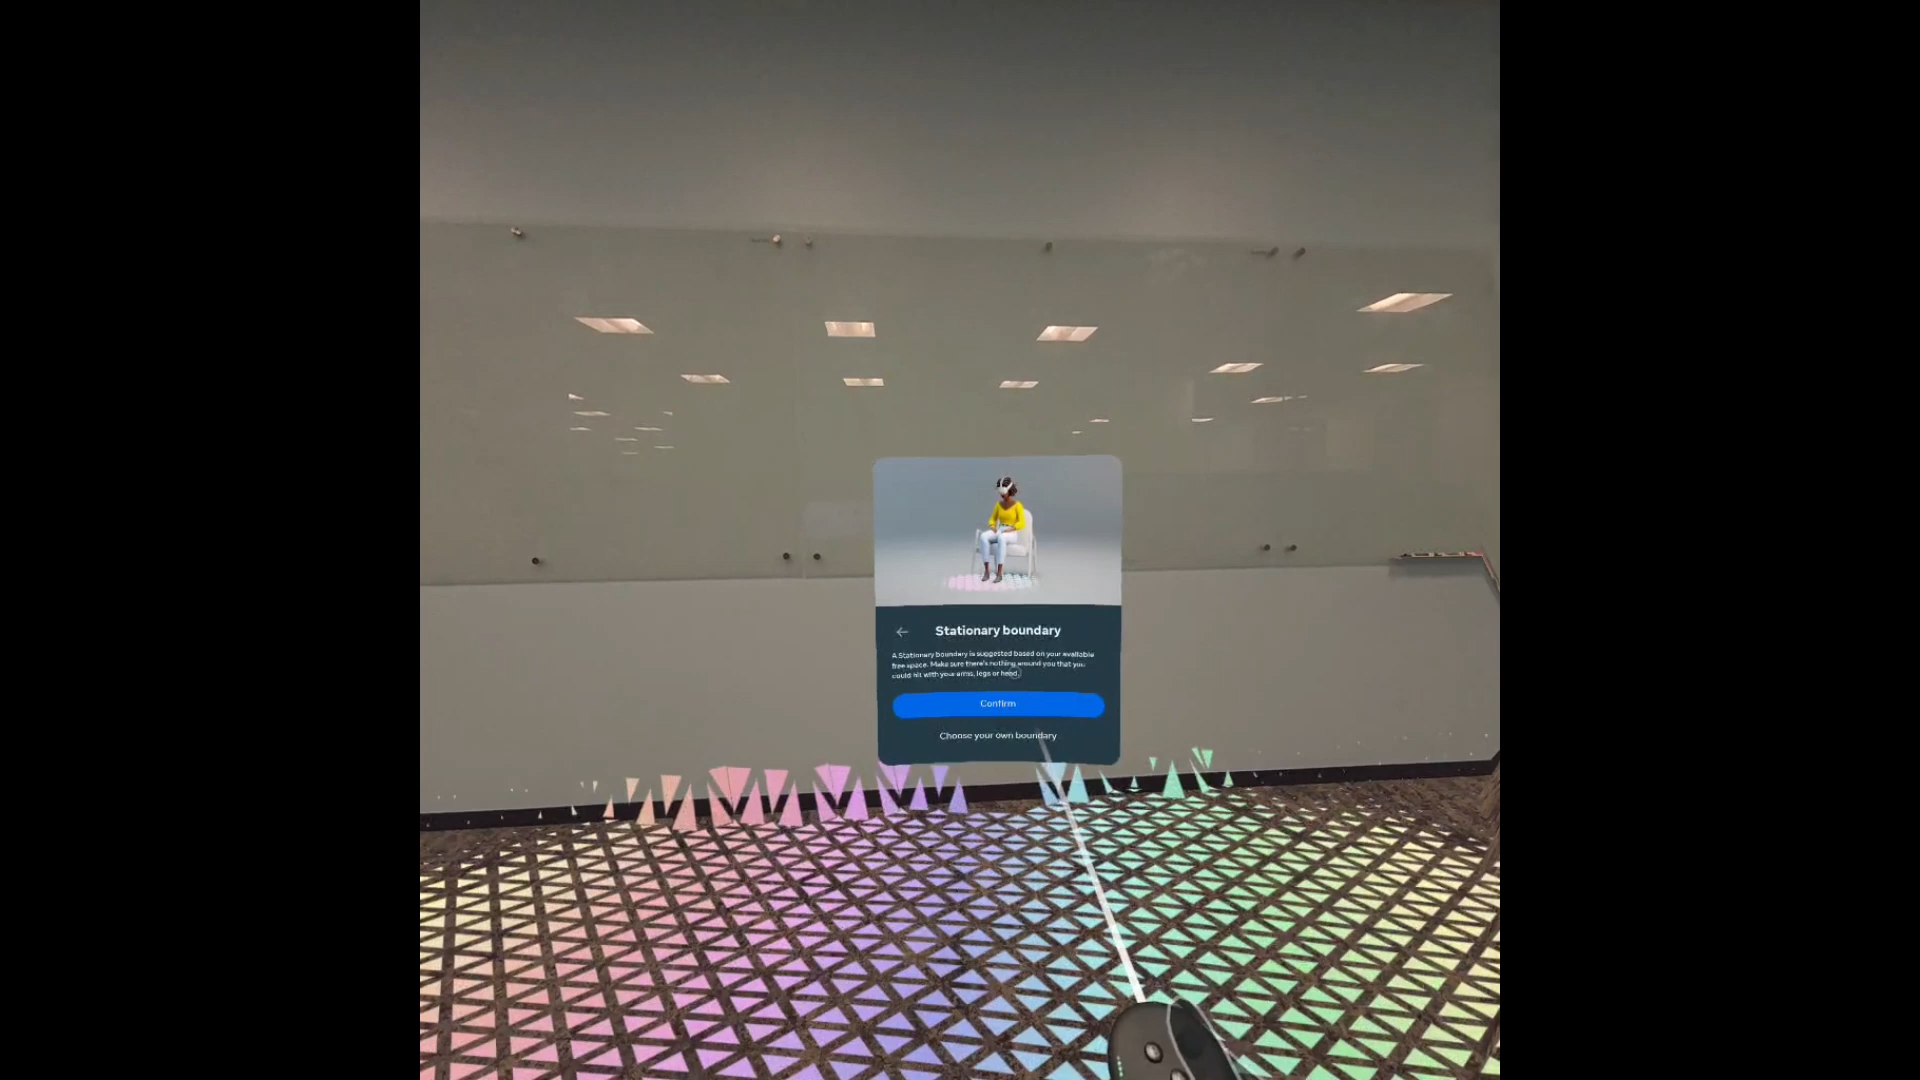 Stationary boundary
A Stationary boundary is suggested based on your available
free space. Make sure there's nothing around you that you
could hit with your arms, legs or head.
Confirm
Choose your own boundary